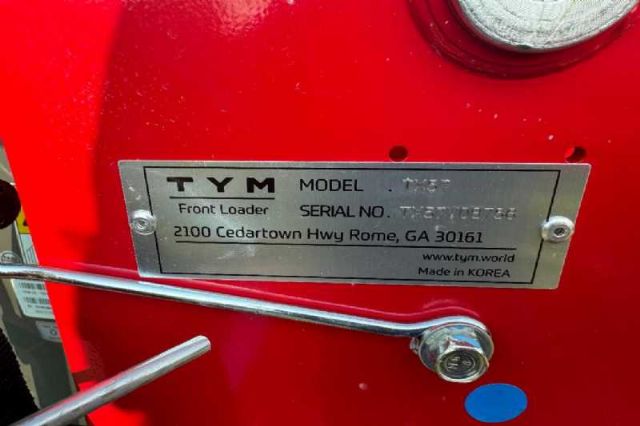 TYM MODEL .
Front Loader SERIAL NO.
2100 Cedartown Hwy Rome, GA 30161
www.tym.world
Made in KOREA